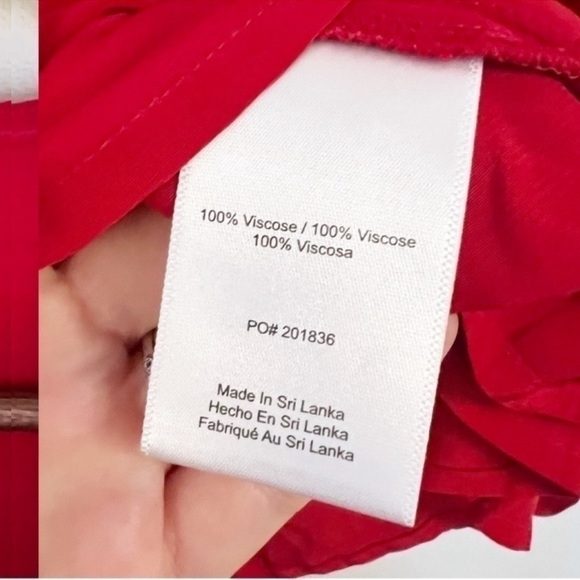 100% Viscose / 100% Viscose
100% Viscosa
PO# 201836
Made In Sri Lanka
Hecho En Sri Lanka
Fabriqué Au Sri Lanka